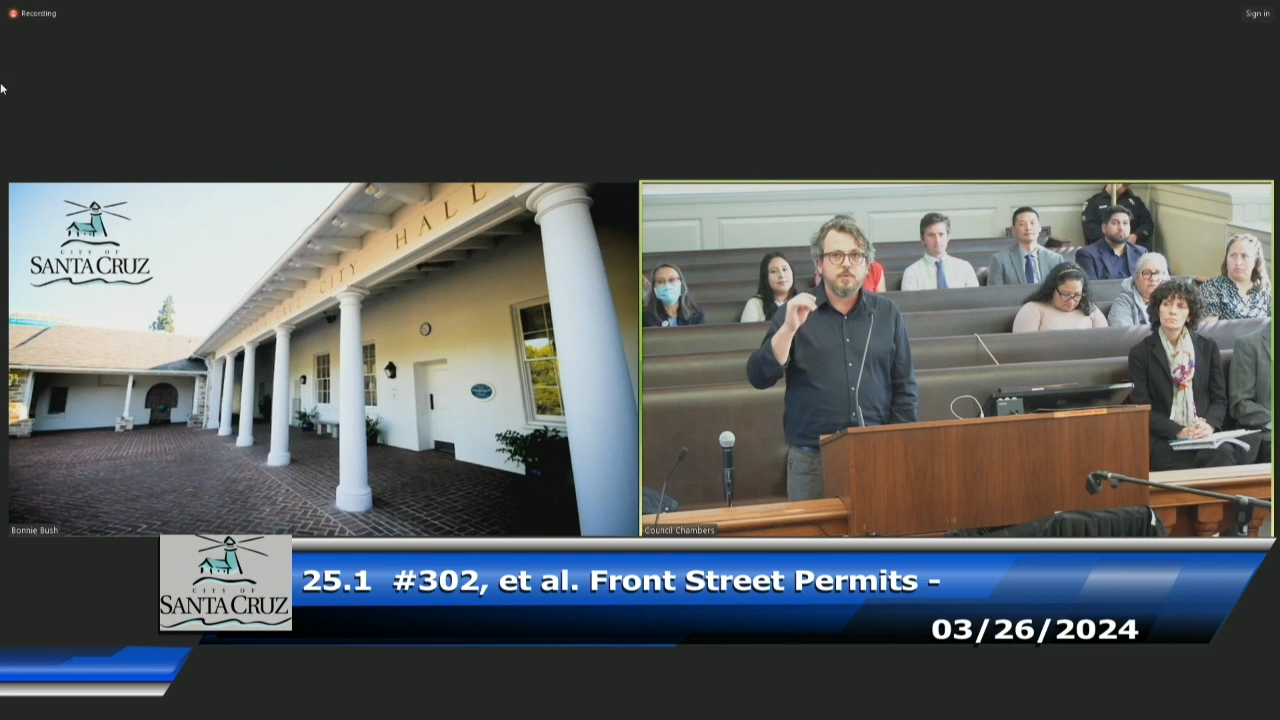 Recording
Sign in
CITY OF
SANTA CRUZ
CITY HALL
Bonnie Bush
Council Chambers
CITY OF
SANTA CRUZ
25.1 #302, et al. Front Street Permits -
03/26/2024